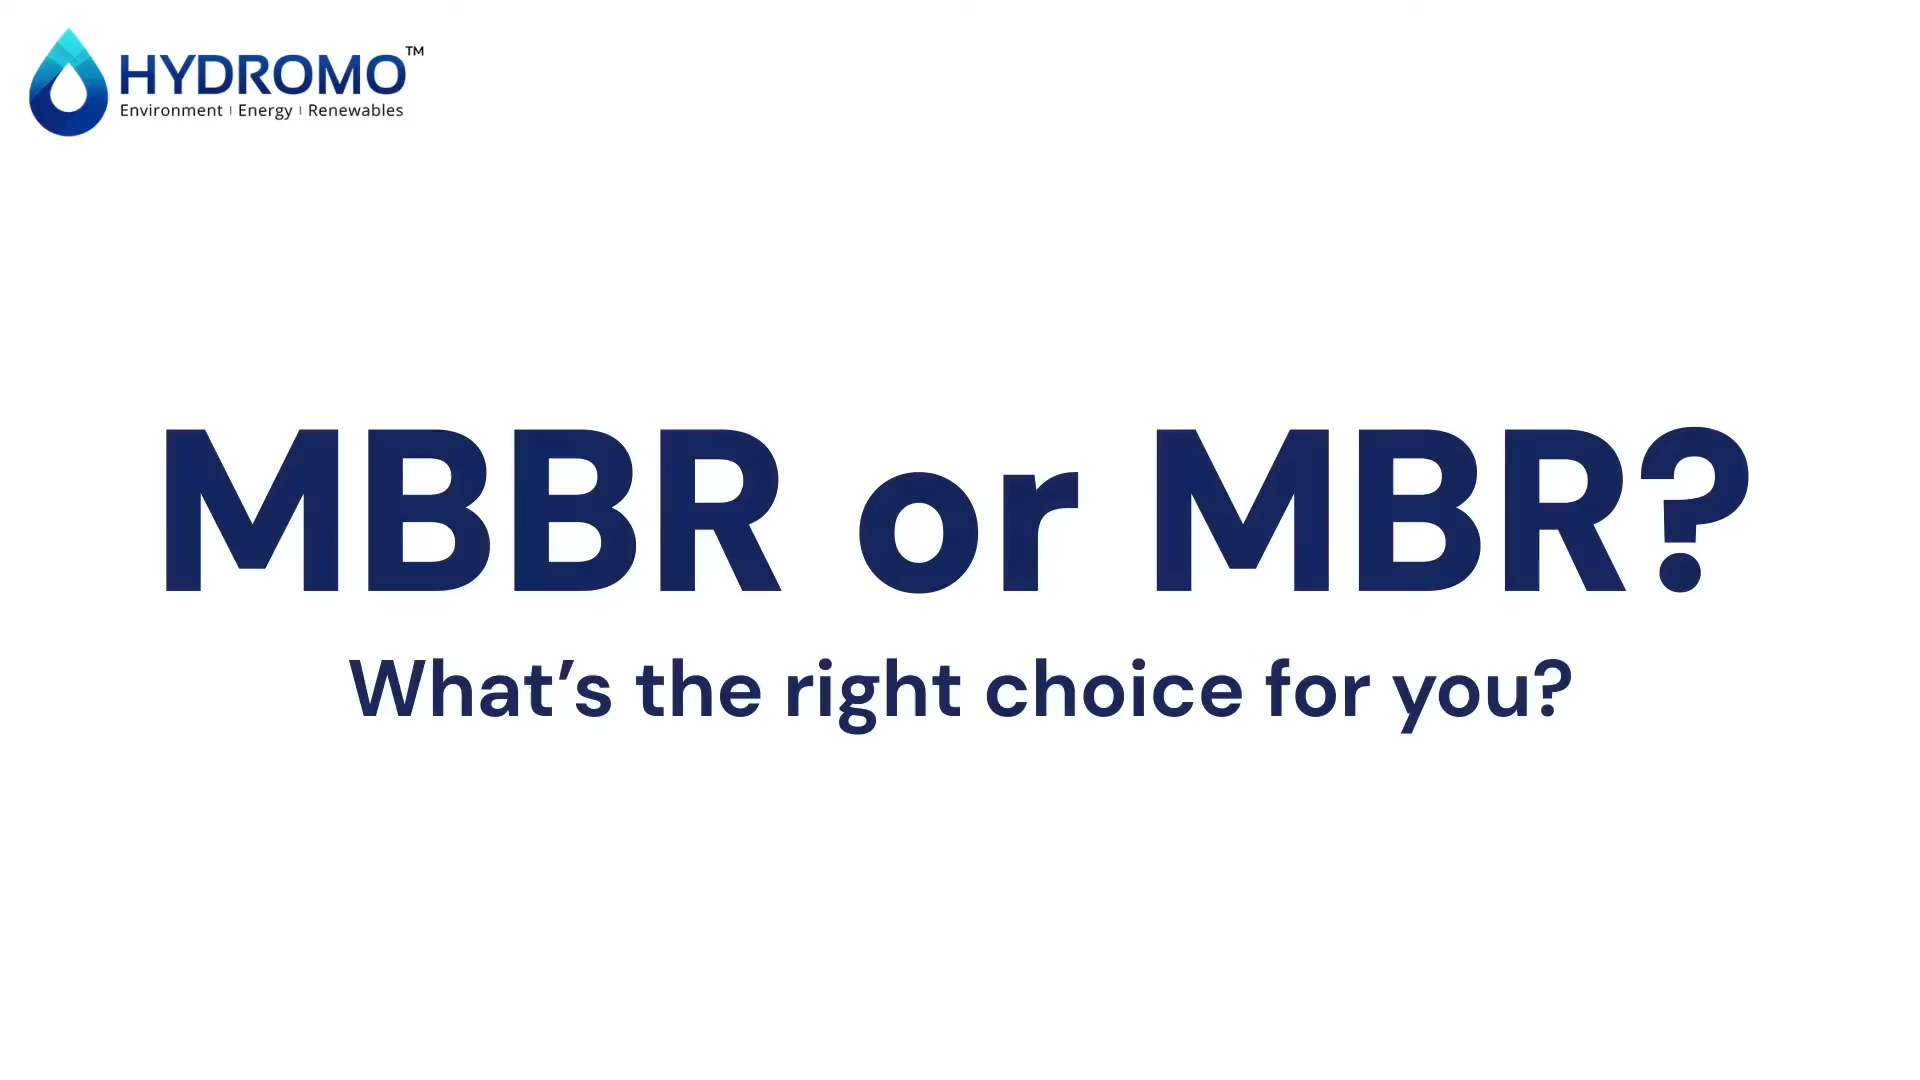 HYDROMO™
Environment | Energy | Renewables
MBBR or MBR?
What’s the right choice for you?